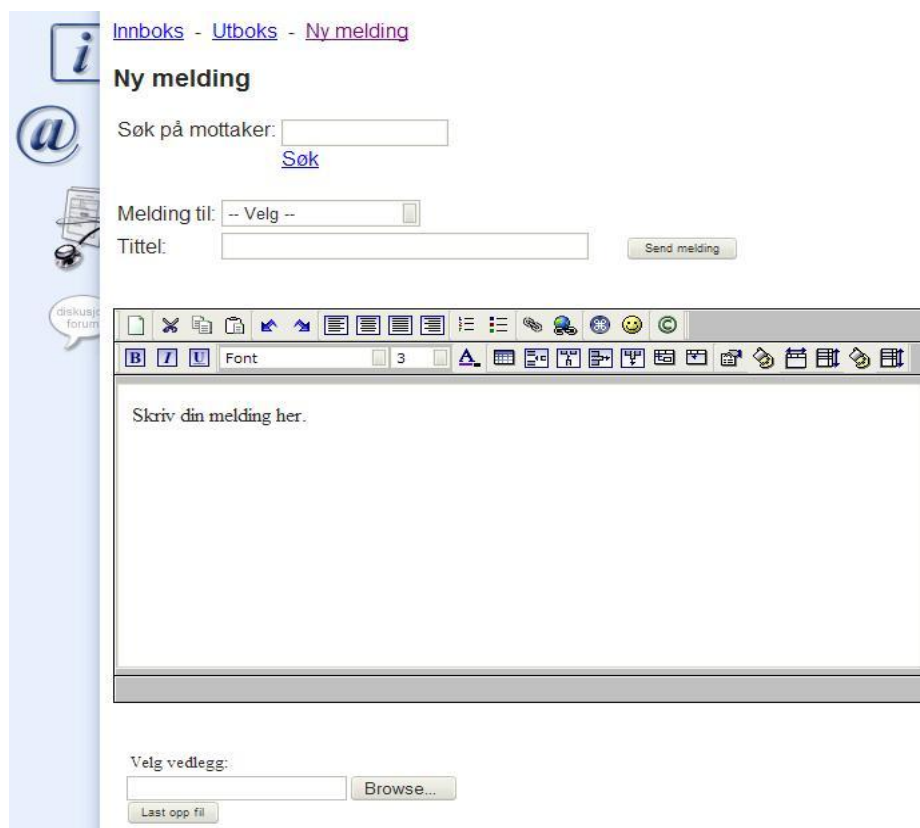 Innboks - Utboks - Ny melding
Ny melding
Søk på mottaker:
Søk
Melding til: -- Velg --
Tittel: Send melding
forum
B I U Font 3 A
Skriv din melding her.
Velg vedlegg:
Browse...
Last opp fil